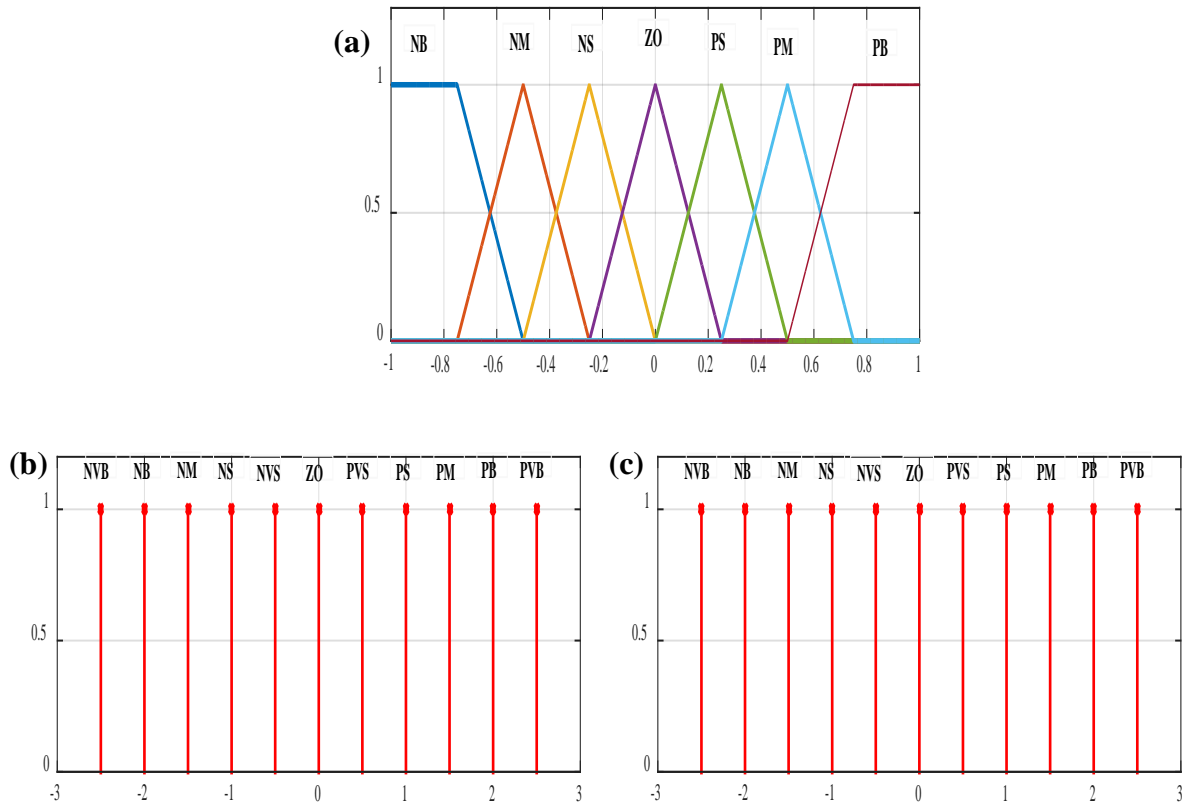 (a)
NB NM NS ZO PS PM PB
1
0.5
0
-1 -0.8 -0.6 -0.4 -0.2 0 0.2 0.4 0.6 0.8 1
(b)
NVB NB NM NS NVS ZO PVS PS PM PB PVB
1
0.5
0
-3 -2 -1 0 1 2 3
(c)
NVB NB NM NS NVS ZO PVS PS PM PB PVB
1
0.5
0
-3 -2 -1 0 1 2 3